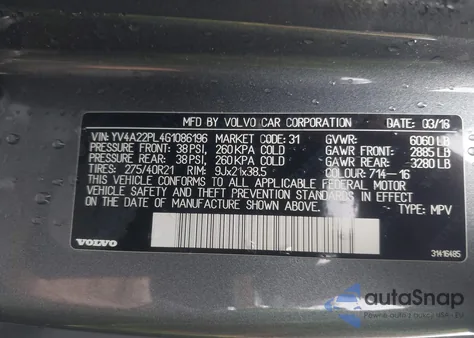 MFD BY VOLVO CAR CORPORATION DATE 03/16
VIN: YV4A22PL4G1086196 MARKET CODE: 31 GVWR: 6060 LB
PRESSURE FRONT: 38 PSI, 260 KPA COLD GAWR FRONT: 2885 LB
PRESSURE REAR: 38 PSI, 260 KPA COLD GAWR REAR: 3280 LB
TIRES: 275/40R21 RIMS: 9Jx21x38.5 COLOUR: 714-16
THIS VEHICLE CONFORMS TO ALL APPLICABLE FEDERAL MOTOR
VEHICLE SAFETY AND THEFT PREVENTION STANDARDS IN EFFECT
ON THE DATE OF MANUFACTURE SHOWN ABOVE. TYPE: MPV
VOLVO 31416485
autoSnap